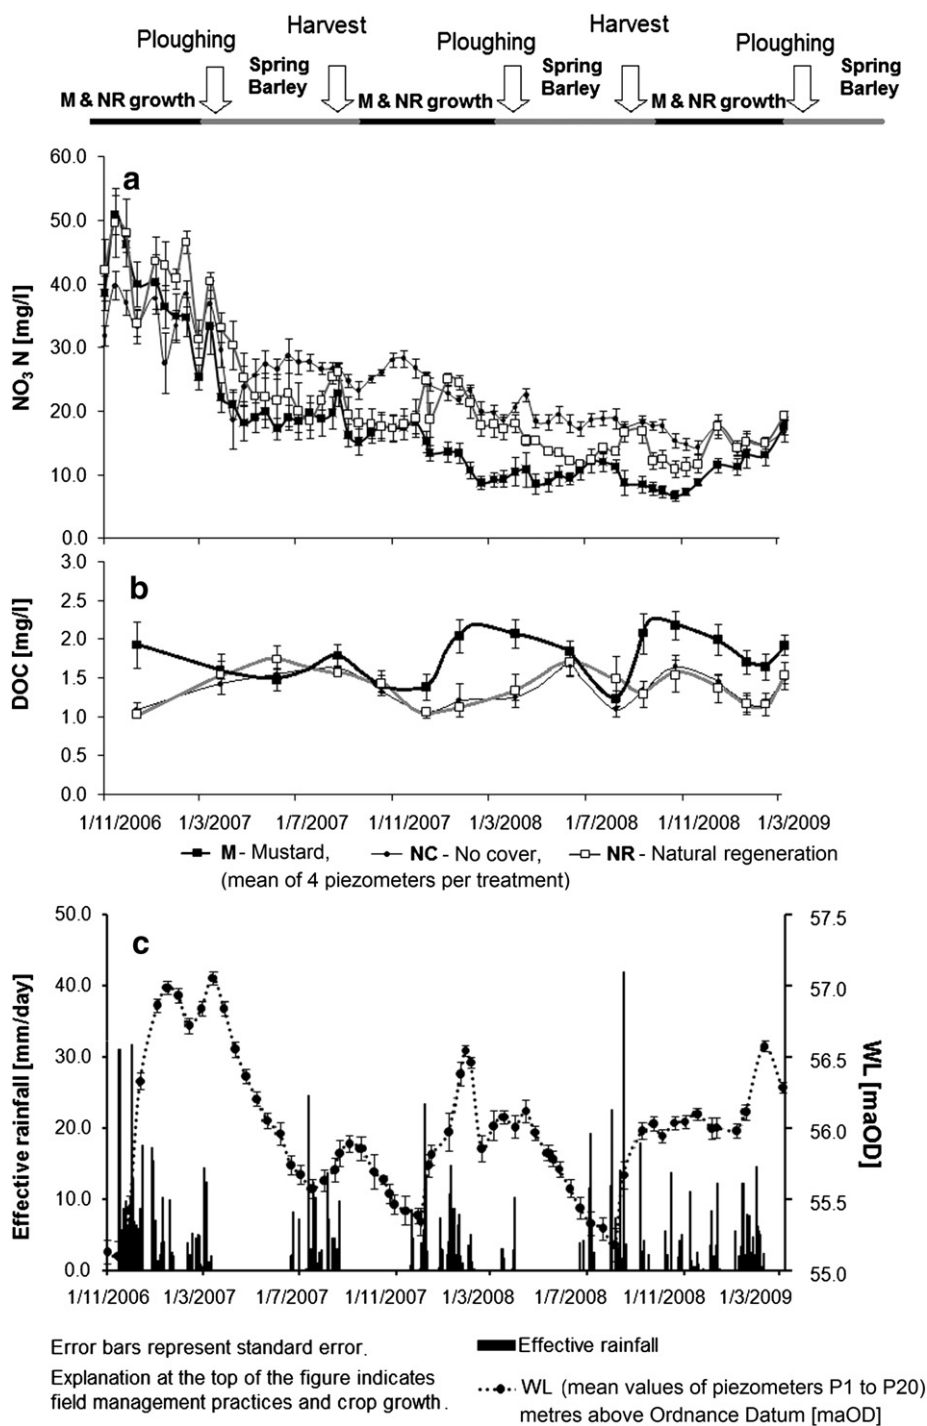 Harvest Harvest
Ploughing Ploughing Ploughing
Spring Spring Spring
Barley Barley Barley
M & NR growth M & NR growth M & NR growth
a
60.0
50.0
40.0
30.0
20.0
10.0
0.0
NO3 N [mg/l]
b
3.0
2.5
2.0
1.5
1.0
0.5
0.0
DOC [mg/l]
1/11/2006 1/3/2007 1/7/2007 1/11/2007 1/3/2008 1/7/2008 1/11/2008 1/3/2009
M - Mustard, NC - No cover, NR - Natural regeneration
(mean of 4 piezometers per treatment)
c
50.0
40.0
30.0
20.0
10.0
0.0
Effective rainfall [mm/day]
57.5
57.0
56.5
56.0
55.5
55.0
WL [maOD]
1/11/2006 1/3/2007 1/7/2007 1/11/2007 1/3/2008 1/7/2008 1/11/2008 1/3/2009
Error bars represent standard error.
Explanation at the top of the figure indicates
field management practices and crop growth.
Effective rainfall
WL (mean values of piezometers P1 to P20)
metres above Ordnance Datum [maOD]